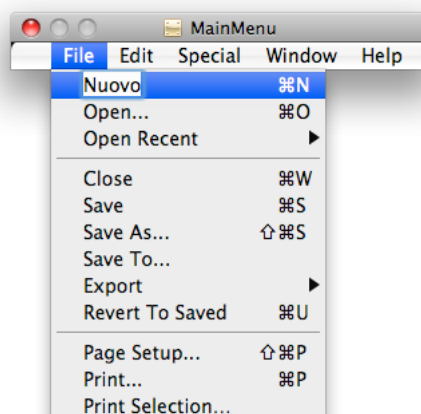 MainMenu
File Edit Special Window Help
Nuovo ⌘N
Open... ⌘O
Open Recent ▶
Close ⌘W
Save ⌘S
Save As... ⇧⌘S
Save To...
Export ▶
Revert To Saved ⌘U
Page Setup... ⇧⌘P
Print... ⌘P
Print Selection...